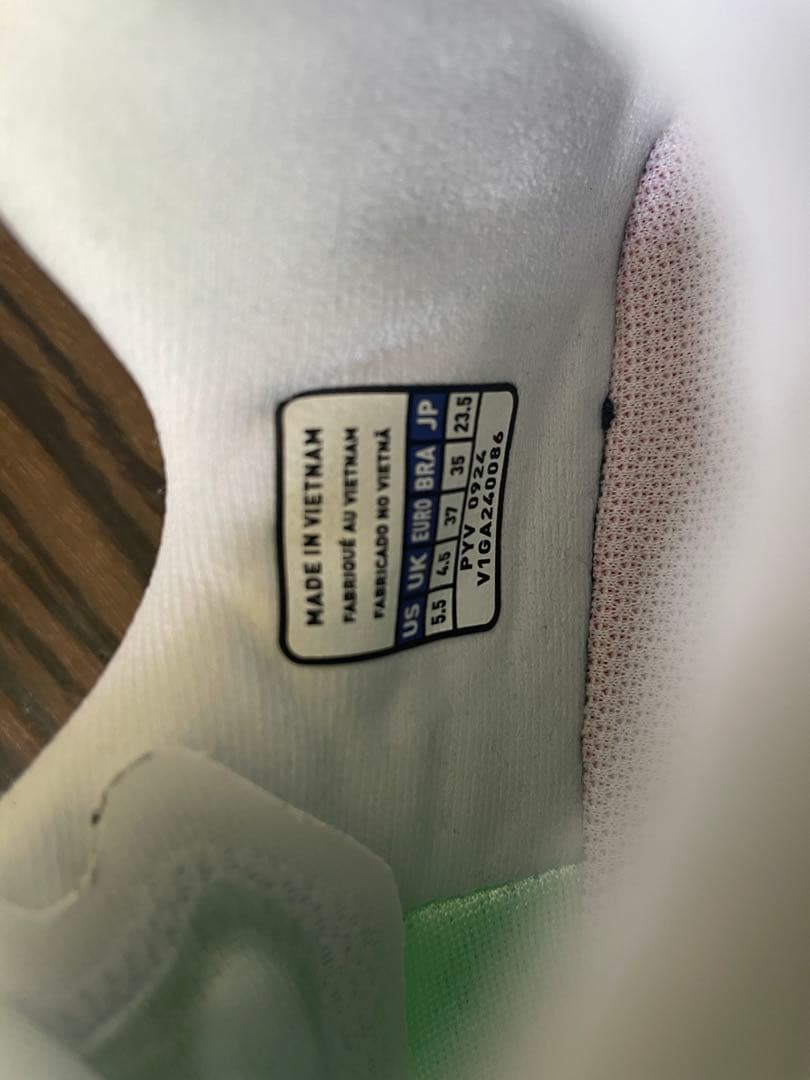 MADE IN VIETNAM
FABRIQUÉ AU VIETNAM
FABRICADO NO VIETNÃ
US UK EURO BRA JP
5.5 4.5 37 35 23.5
PYV 0924
V1GA240086